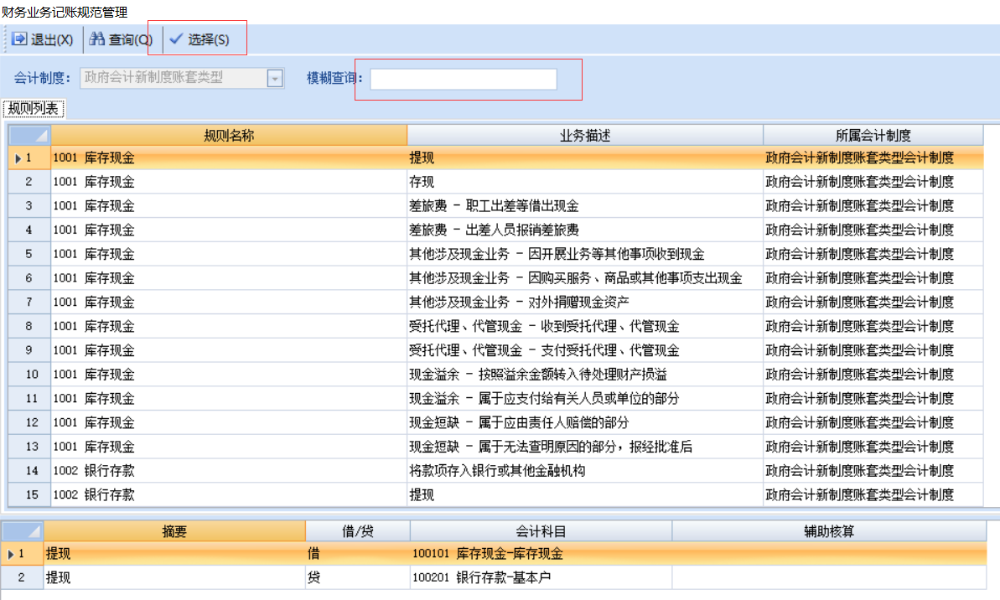 财务业务记账规范管理
退出(X) 查询(Q) 选择(S)
会计制度: 政府会计新制度账套类型 模糊查询:
规则列表
规则名称 业务描述 所属会计制度
1 1001 库存现金 提现 政府会计新制度账套类型会计制度
2 1001 库存现金 存现 政府会计新制度账套类型会计制度
3 1001 库存现金 差旅费 - 职工出差等借出现金 政府会计新制度账套类型会计制度
4 1001 库存现金 差旅费 - 出差人员报销差旅费 政府会计新制度账套类型会计制度
5 1001 库存现金 其他涉及现金业务 - 因开展业务等其他事项收到现金 政府会计新制度账套类型会计制度
6 1001 库存现金 其他涉及现金业务 - 因购买服务、商品或其他事项支出现金 政府会计新制度账套类型会计制度
7 1001 库存现金 其他涉及现金业务 - 对外捐赠现金资产 政府会计新制度账套类型会计制度
8 1001 库存现金 受托代理、代管现金 - 收到受托代理、代管现金 政府会计新制度账套类型会计制度
9 1001 库存现金 受托代理、代管现金 - 支付受托代理、代管现金 政府会计新制度账套类型会计制度
10 1001 库存现金 现金溢余 - 按照溢余金额转入待处理财产损溢 政府会计新制度账套类型会计制度
11 1001 库存现金 现金溢余 - 属于应支付给有关人员或单位的部分 政府会计新制度账套类型会计制度
12 1001 库存现金 现金短缺 - 属于应由责任人赔偿的部分 政府会计新制度账套类型会计制度
13 1001 库存现金 现金短缺 - 属于无法查明原因的部分，报经批准后 政府会计新制度账套类型会计制度
14 1002 银行存款 将款项存入银行或其他金融机构 政府会计新制度账套类型会计制度
15 1002 银行存款 提现 政府会计新制度账套类型会计制度
摘要 借/贷 会计科目 辅助核算
1 提现 借 100101 库存现金-库存现金
2 提现 贷 100201 银行存款-基本户